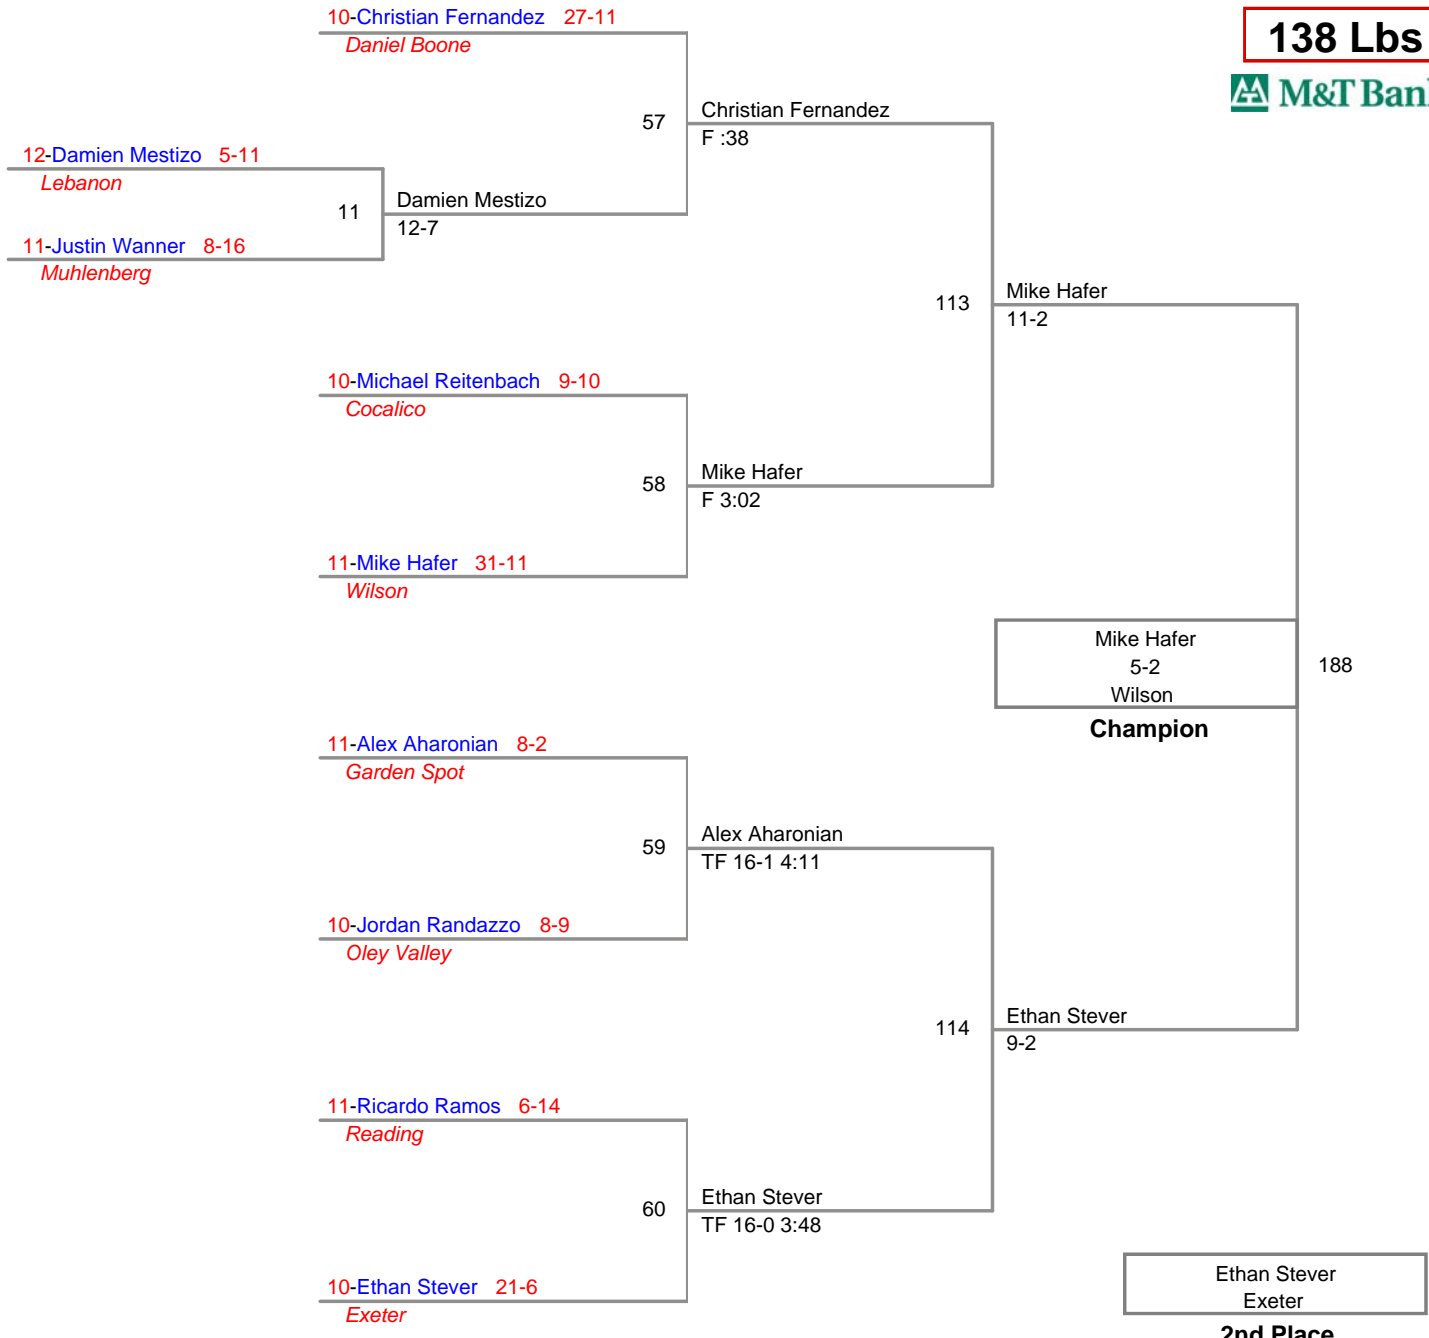 10-Christian Fernandez 27-11
Daniel Boone
138 Lbs
M&T Bank
57
Christian Fernandez
F :38
12-Damien Mestizo 5-11
Lebanon
11
Damien Mestizo
12-7
11-Justin Wanner 8-16
Muhlenberg
113
Mike Hafer
11-2
10-Michael Reitenbach 9-10
Cocalico
58
Mike Hafer
F 3:02
11-Mike Hafer 31-11
Wilson
Mike Hafer
5-2
Wilson
188
Champion
11-Alex Aharonian 8-2
Garden Spot
59
Alex Aharonian
TF 16-1 4:11
10-Jordan Randazzo 8-9
Oley Valley
114
Ethan Stever
9-2
11-Ricardo Ramos 6-14
Reading
60
Ethan Stever
TF 16-0 3:48
10-Ethan Stever 21-6
Exeter
Ethan Stever
Exeter
2nd Place